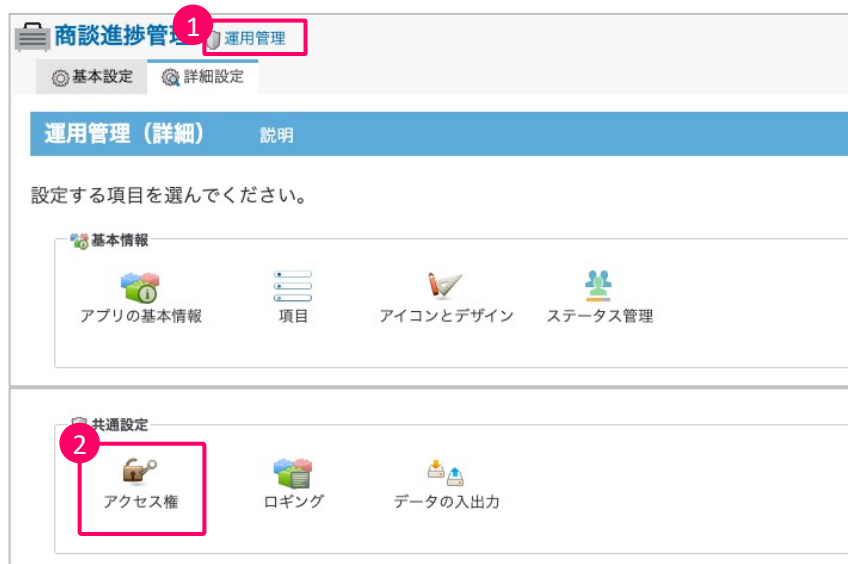 商談進捗管理 1 運用管理
基本設定 詳細設定
運用管理（詳細） 説明
設定する項目を選んでください。
基本情報
アプリの基本情報 項目 アイコンとデザイン ステータス管理
共通設定
2
アクセス権 ロギング データの入出力